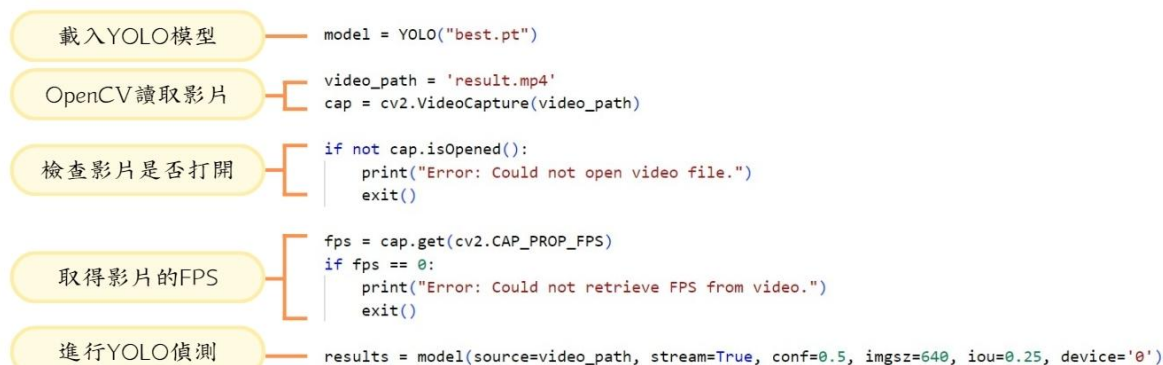 載入YOLO模型
model = YOLO("best.pt")
OpenCV讀取影片
video_path = 'result.mp4'
cap = cv2.VideoCapture(video_path)
檢查影片是否打開
if not cap.isOpened():
    print("Error: Could not open video file.")
    exit()
取得影片的FPS
fps = cap.get(cv2.CAP_PROP_FPS)
if fps == 0:
    print("Error: Could not retrieve FPS from video.")
    exit()
進行YOLO偵測
results = model(source=video_path, stream=True, conf=0.5, imgsz=640, iou=0.25, device='0')